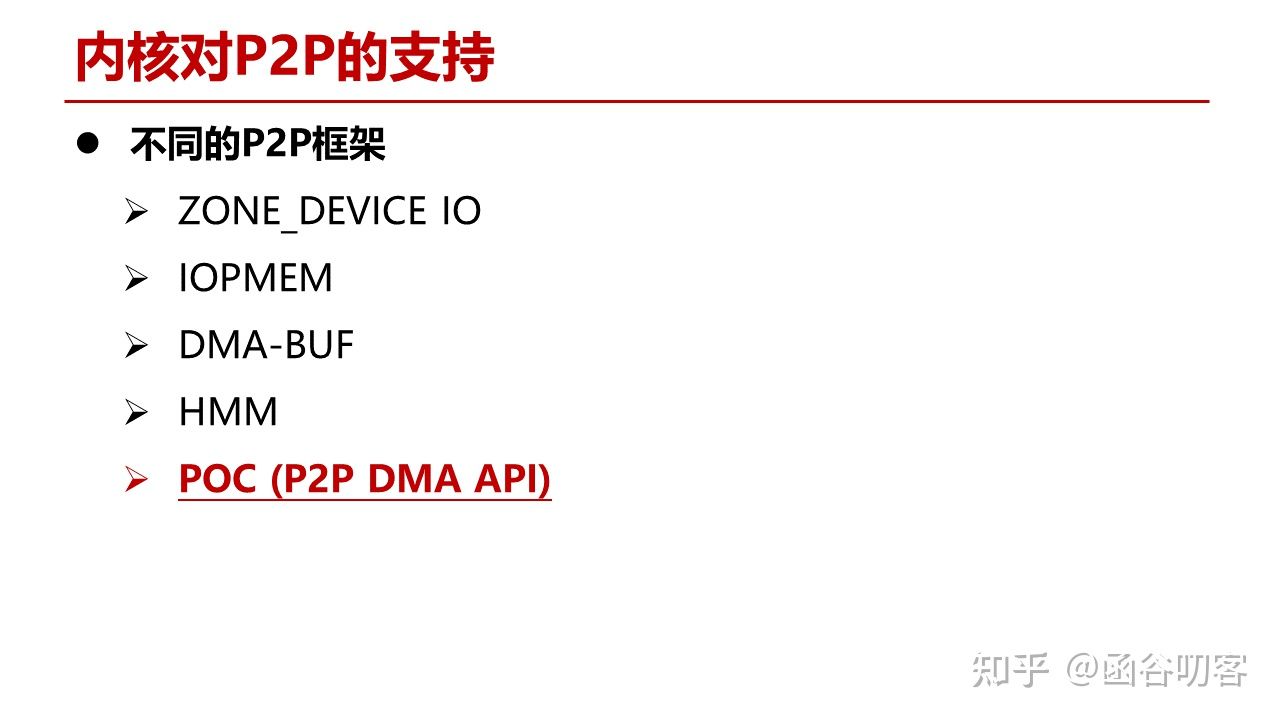 内核对P2P的支持
不同的P2P框架
ZONE_DEVICE IO
IOPMEM
DMA-BUF
HMM
POC (P2P DMA API)
知乎 @函谷叨客